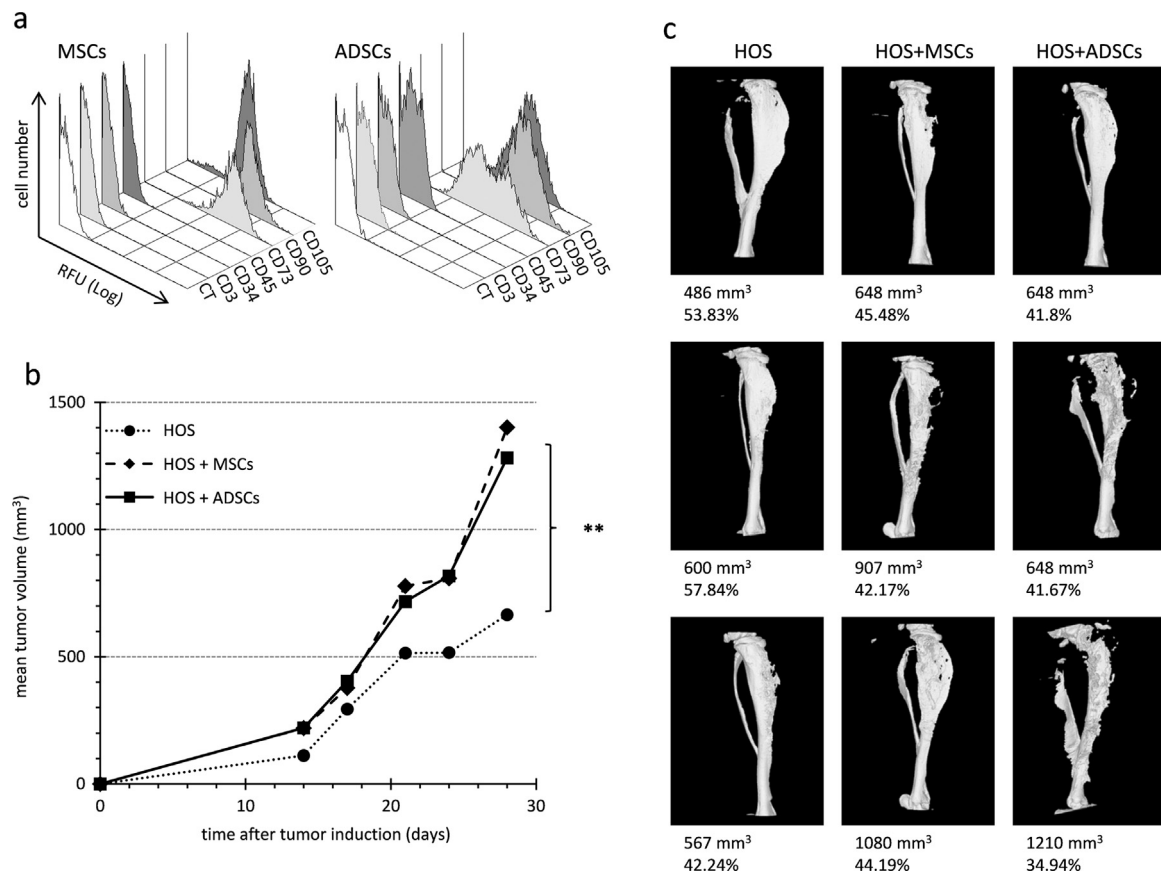 a
MSCs
ADSCs
cell number
RFU (Log)
CT
CD3
CD34
CD45
CD73
CD90
CD105
CT
CD3
CD34
CD45
CD73
CD90
CD105
b
1500
1000
500
0
mean tumor volume (mm³)
HOS
HOS + MSCs
HOS + ADSCs
**
0
10
20
30
time after tumor induction (days)
c
HOS
HOS+MSCs
HOS+ADSCs
486 mm³
53.83%
648 mm³
45.48%
648 mm³
41.8%
600 mm³
57.84%
907 mm³
42.17%
648 mm³
41.67%
567 mm³
42.24%
1080 mm³
44.19%
1210 mm³
34.94%